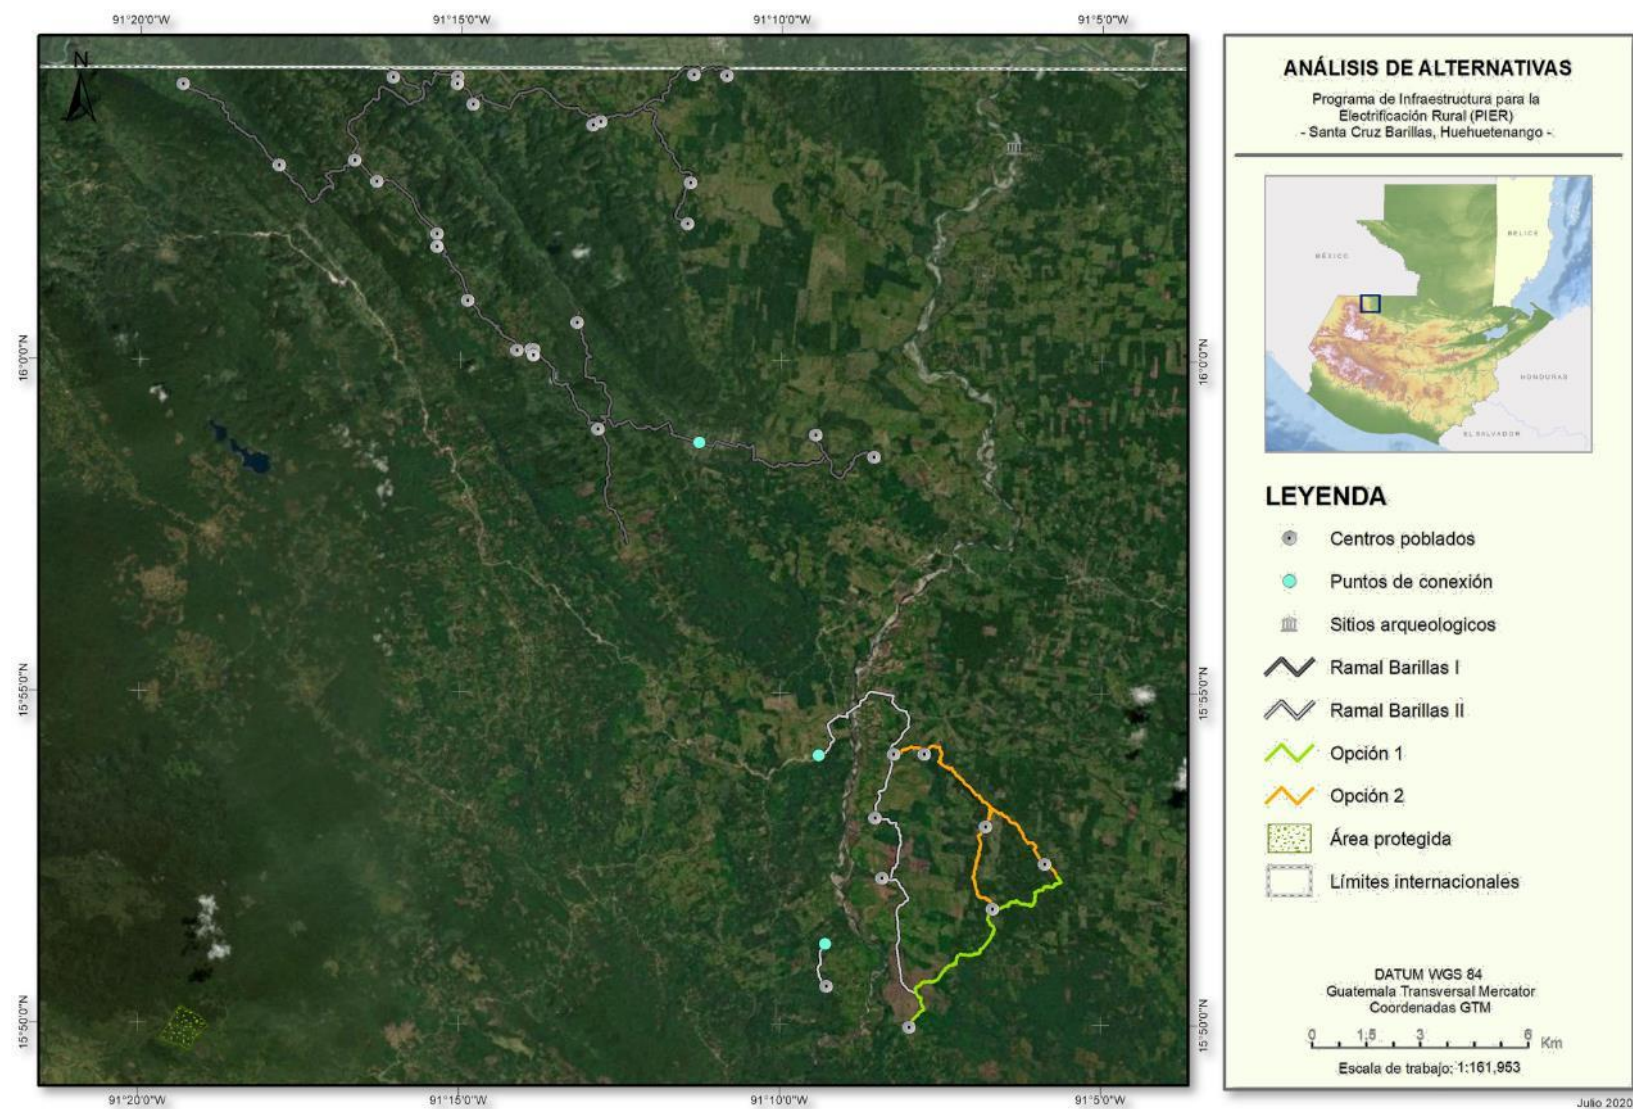 91°20'0"W 91°15'0"W 91°10'0"W 91°5'0"W
N
16°0'0"N
16°0'0"N
15°55'0"N
15°55'0"N
15°50'0"N
15°50'0"N
91°20'0"W 91°15'0"W 91°10'0"W 91°5'0"W
ANÁLISIS DE ALTERNATIVAS
Programa de Infraestructura para la
Electrificación Rural (PIER)
- Santa Cruz Barillas, Huehuetenango -
BELICE
MÉXICO
HONDURAS
EL SALVADOR
LEYENDA
Centros poblados
Puntos de conexión
Sitios arqueologicos
Ramal Barillas I
Ramal Barillas II
Opción 1
Opción 2
Área protegida
Límites internacionales
DATUM WGS 84
Guatemala Transversal Mercator
Coordenadas GTM
0 1.5 3 6
Km
Escala de trabajo: 1:161,953
Julio 2020